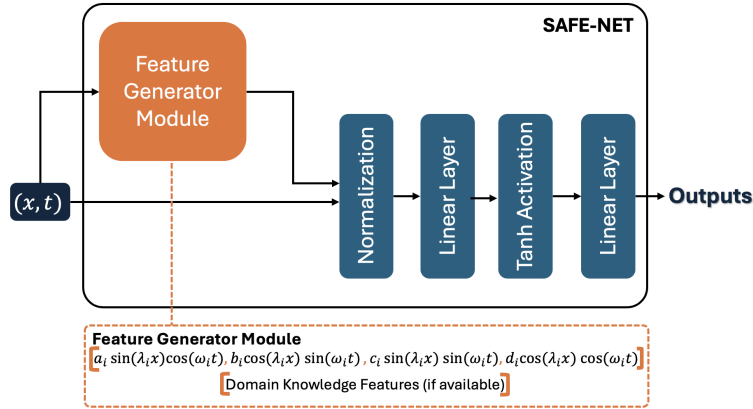 SAFE-NET
Feature
Generator
Module
(x, t)
Normalization
Linear Layer
Tanh Activation
Linear Layer
Outputs
Feature Generator Module
[a_i sin(λ_i x)cos(ω_i t), b_i cos(λ_i x) sin(ω_i t) , c_i sin(λ_i x) sin(ω_i t), d_i cos(λ_i x) cos(ω_i t)]
[Domain Knowledge Features (if available)]